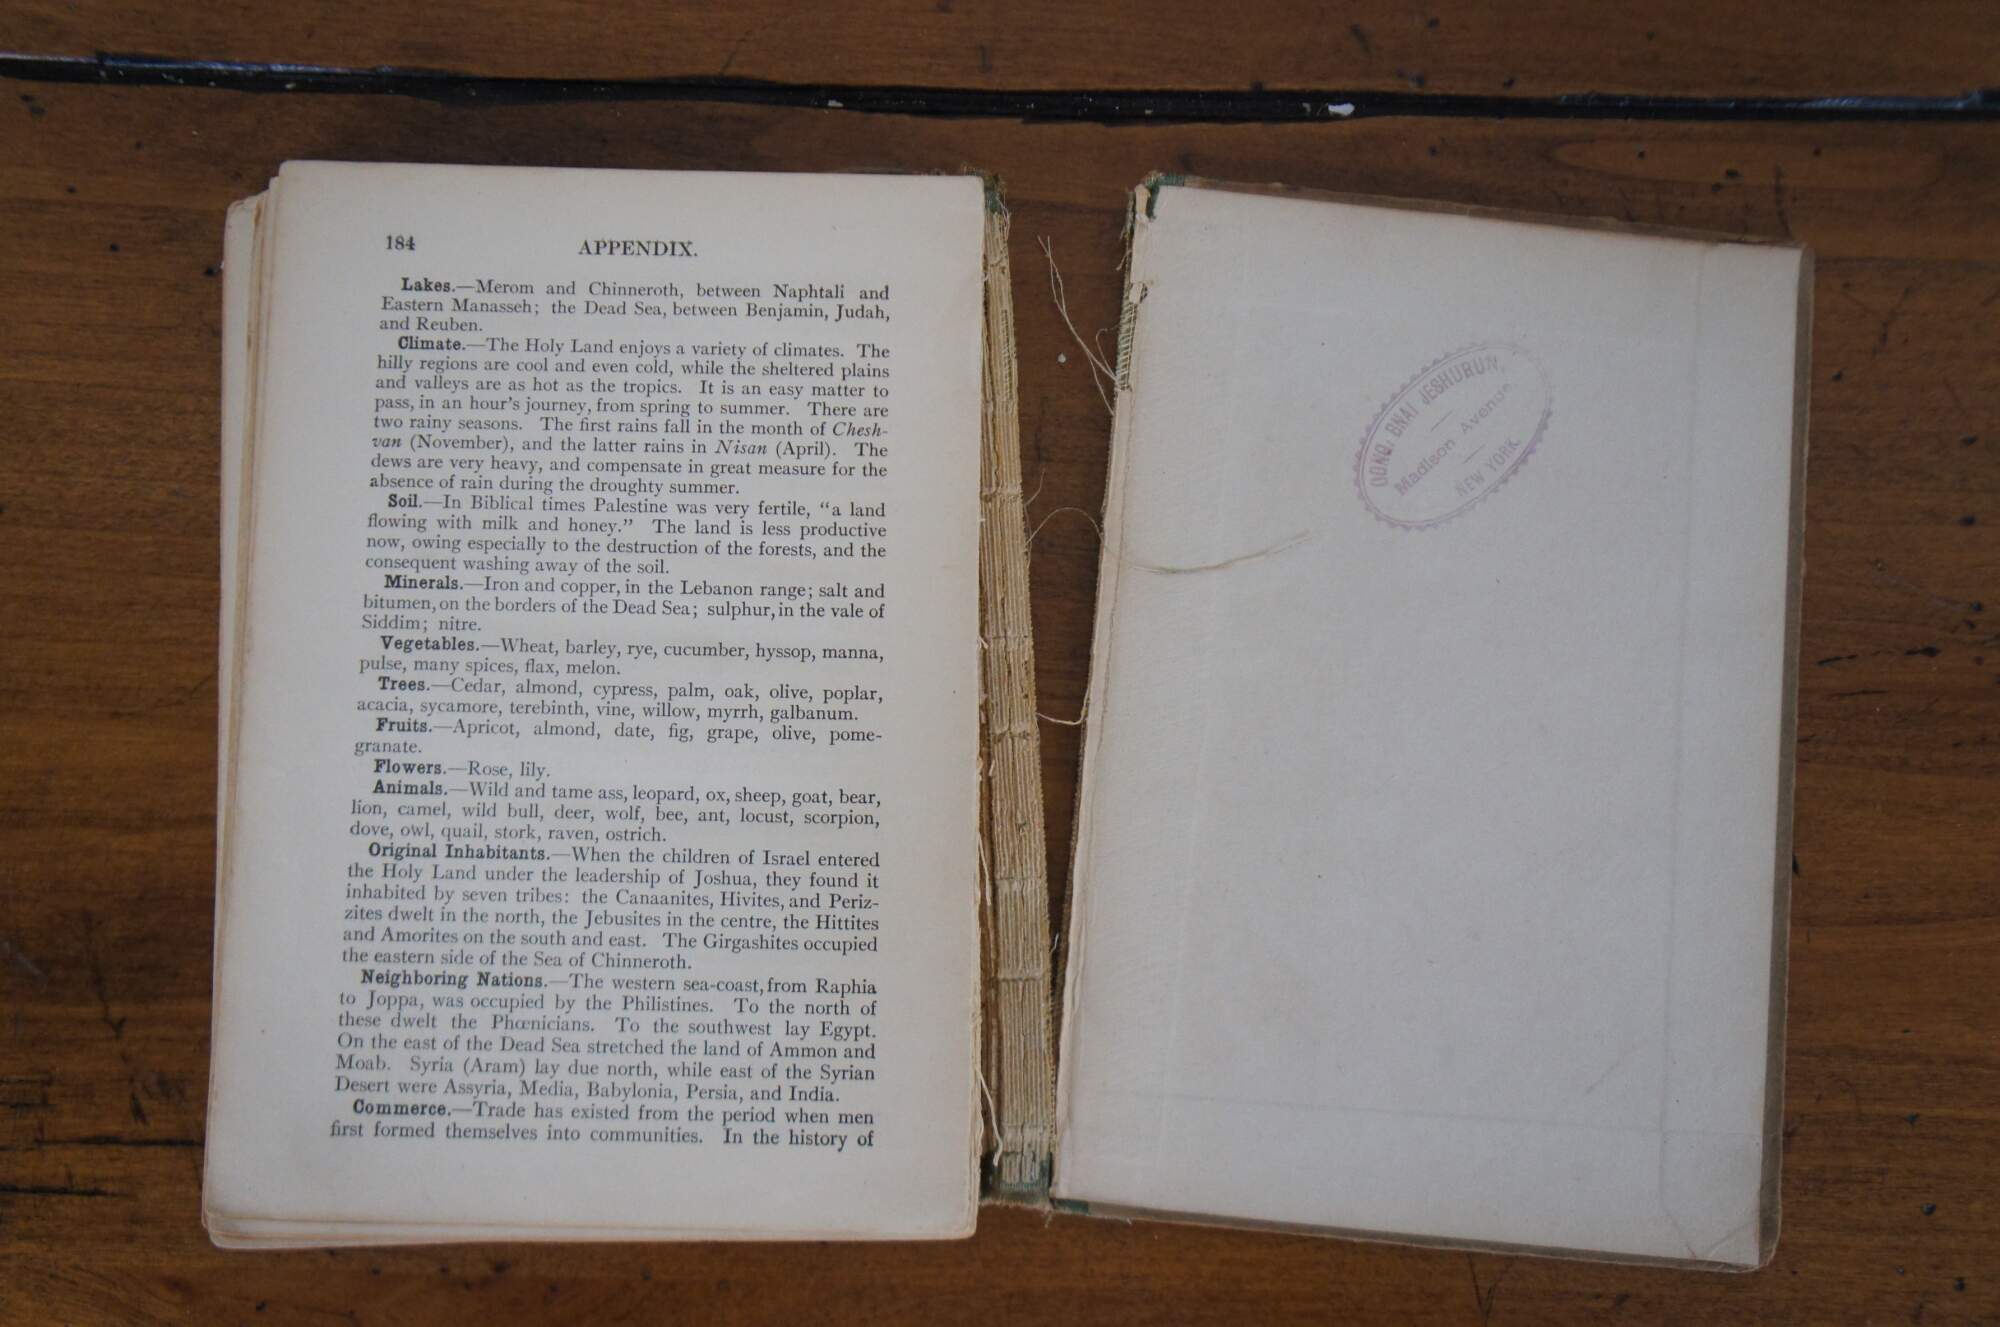 184
APPENDIX.
Lakes.—Merom and Chinneroth, between Naphtali and
Eastern Manasseh; the Dead Sea, between Benjamin, Judah,
and Reuben.
Climate.—The Holy Land enjoys a variety of climates. The
hilly regions are cool and even cold, while the sheltered plains
and valleys are as hot as the tropics. It is an easy matter to
pass, in an hour's journey, from spring to summer. There are
two rainy seasons. The first rains fall in the month of Chesh-
van (November), and the latter rains in Nisan (April). The
dews are very heavy, and compensate in great measure for the
absence of rain during the droughty summer.
Soil.—In Biblical times Palestine was very fertile, "a land
flowing with milk and honey." The land is less productive
now, owing especially to the destruction of the forests, and the
consequent washing away of the soil.
Minerals.—Iron and copper, in the Lebanon range; salt and
bitumen, on the borders of the Dead Sea; sulphur, in the vale of
Siddim; nitre.
Vegetables.—Wheat, barley, rye, cucumber, hyssop, manna,
pulse, many spices, flax, melon.
Trees.—Cedar, almond, cypress, palm, oak, olive, poplar,
acacia, sycamore, terebinth, vine, willow, myrrh, galbanum.
Fruits.—Apricot, almond, date, fig, grape, olive, pome-
granate.
Flowers.—Rose, lily.
Animals.—Wild and tame ass, leopard, ox, sheep, goat, bear,
lion, camel, wild bull, deer, wolf, bee, ant, locust, scorpion,
dove, owl, quail, stork, raven, ostrich.
Original Inhabitants.—When the children of Israel entered
the Holy Land under the leadership of Joshua, they found it
inhabited by seven tribes: the Canaanites, Hivites, and Periz-
zites dwelt in the north, the Jebusites in the centre, the Hittites
and Amorites on the south and east. The Girgashites occupied
the eastern side of the Sea of Chinneroth.
Neighboring Nations.—The western sea-coast, from Raphia
to Joppa, was occupied by the Philistines. To the north of
these dwelt the Phœnicians. To the southwest lay Egypt.
On the east of the Dead Sea stretched the land of Ammon and
Moab. Syria (Aram) lay due north, while east of the Syrian
Desert were Assyria, Media, Babylonia, Persia, and India.
Commerce.—Trade has existed from the period when men
first formed themselves into communities. In the history of
CONG. BNAI JESHURUN,
Madison Avenue
NEW YORK